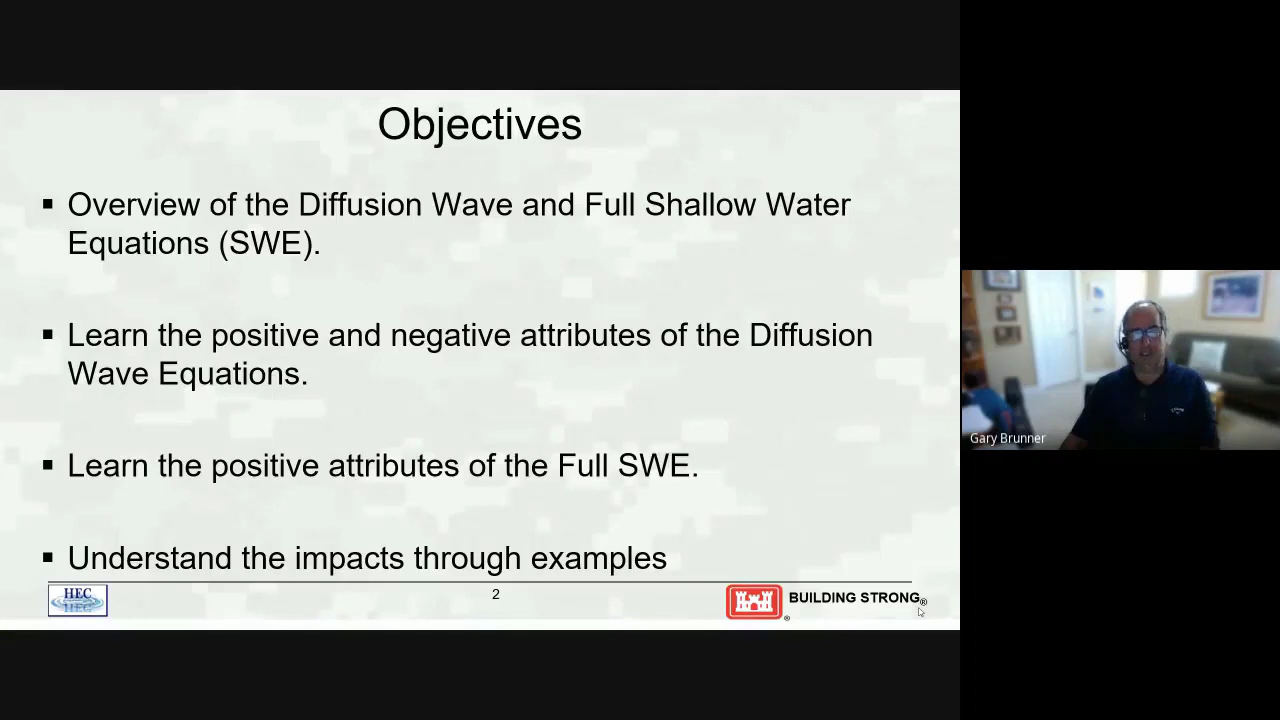 Objectives
▪ Overview of the Diffusion Wave and Full Shallow Water
Equations (SWE).
▪ Learn the positive and negative attributes of the Diffusion
Wave Equations.
▪ Learn the positive attributes of the Full SWE.
▪ Understand the impacts through examples
HEC
2
BUILDING STRONG®
®
Gary Brunner